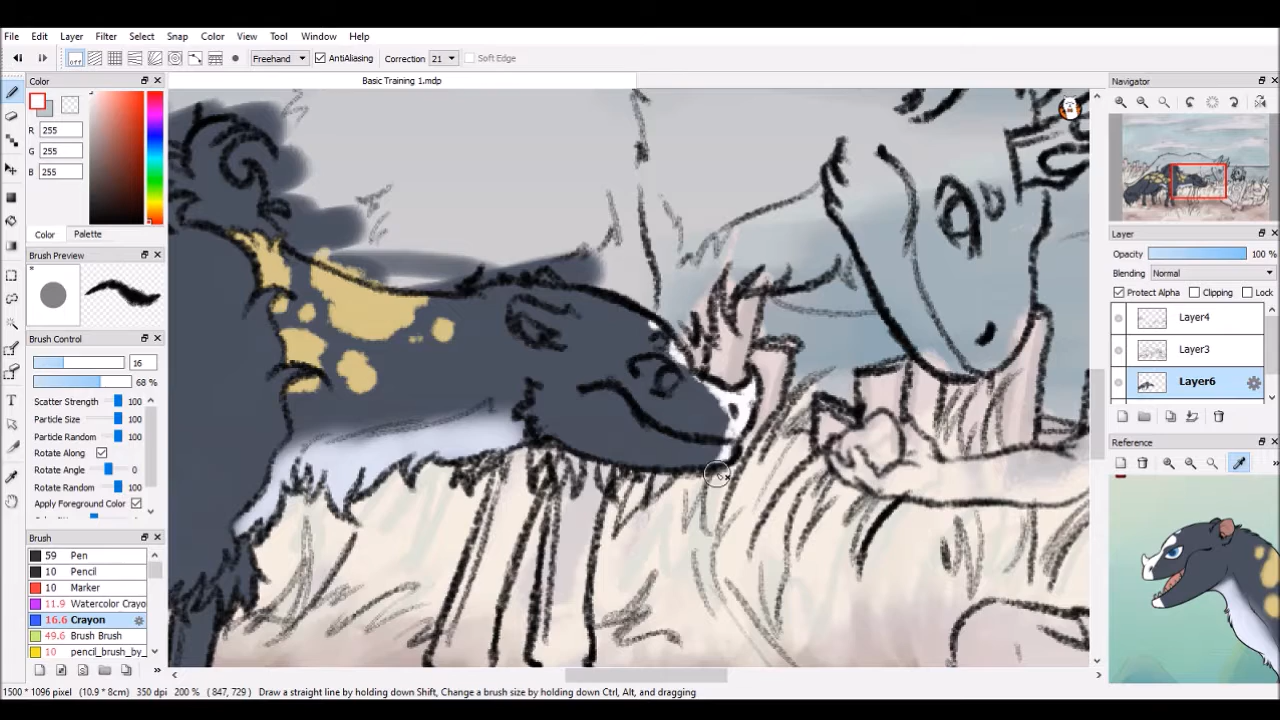 File Edit Layer Filter Select Snap Color View Tool Window Help
off Freehand AntiAliasing Correction 21 Soft Edge
Color
Basic Training 1.mdp
Navigator
R 255
G 255
B 255
Color Palette
Layer
Opacity 100 %
Brush Preview
Blending Normal
Protect Alpha Clipping Lock
Layer4
Brush Control
Layer3
16
68 %
Layer6
Scatter Strength 100
Particle Size 100
Particle Random 100
Rotate Along
Reference
Rotate Angle 0
Rotate Random 100
Apply Foreground Color
Brush
59 Pen
10 Pencil
10 Marker
11.9 Watercolor Crayo
16.6 Crayon
49.6 Brush Brush
10 pencil_brush_by_
1500 * 1096 pixel (10.9 * 8cm) 350 dpi 200 % ( 847, 729 ) Draw a straight line by holding down Shift, Change a brush size by holding down Ctrl, Alt, and dragging